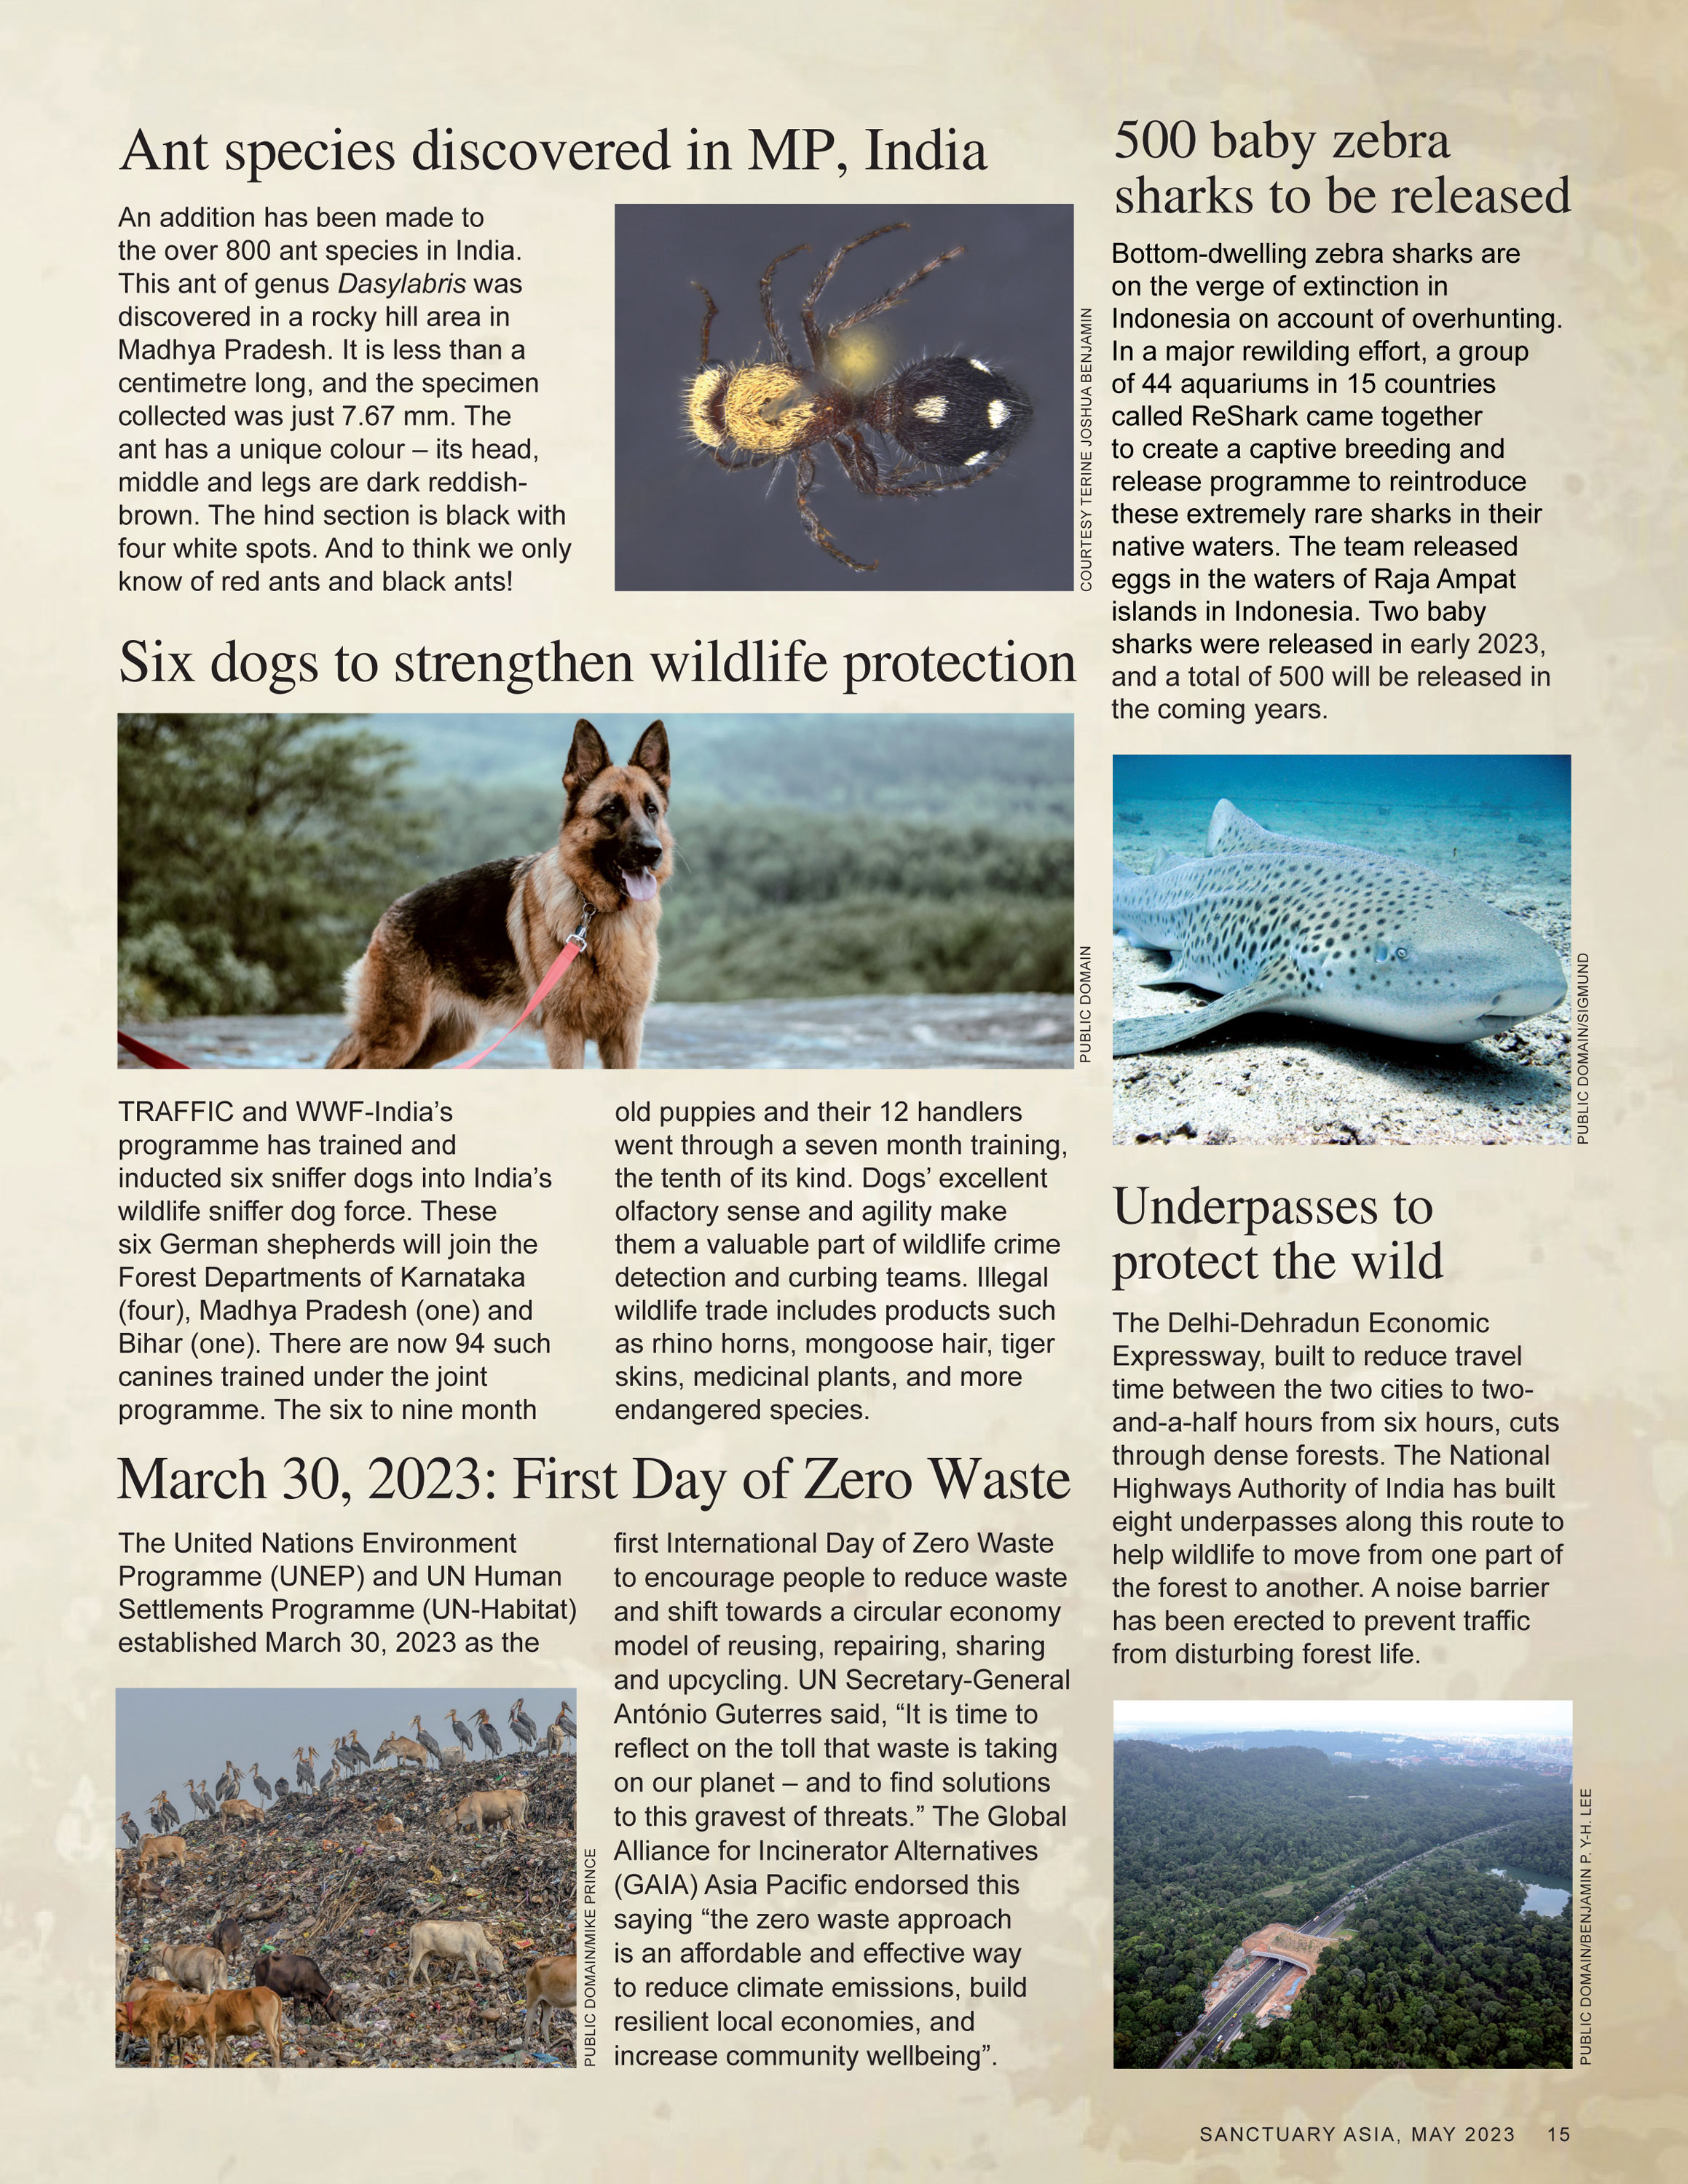 Ant species discovered in MP, India
An addition has been made to
the over 800 ant species in India.
This ant of genus Dasylabris was
discovered in a rocky hill area in
Madhya Pradesh. It is less than a
centimetre long, and the specimen
collected was just 7.67 mm. The
ant has a unique colour – its head,
middle and legs are dark reddish-
brown. The hind section is black with
four white spots. And to think we only
know of red ants and black ants!
COURTESY TERINE JOSHUA BENJAMIN
Six dogs to strengthen wildlife protection
PUBLIC DOMAIN
TRAFFIC and WWF-India’s
programme has trained and
inducted six sniffer dogs into India’s
wildlife sniffer dog force. These
six German shepherds will join the
Forest Departments of Karnataka
(four), Madhya Pradesh (one) and
Bihar (one). There are now 94 such
canines trained under the joint
programme. The six to nine month
old puppies and their 12 handlers
went through a seven month training,
the tenth of its kind. Dogs’ excellent
olfactory sense and agility make
them a valuable part of wildlife crime
detection and curbing teams. Illegal
wildlife trade includes products such
as rhino horns, mongoose hair, tiger
skins, medicinal plants, and more
endangered species.
March 30, 2023: First Day of Zero Waste
The United Nations Environment
Programme (UNEP) and UN Human
Settlements Programme (UN-Habitat)
established March 30, 2023 as the
PUBLIC DOMAIN/MIKE PRINCE
first International Day of Zero Waste
to encourage people to reduce waste
and shift towards a circular economy
model of reusing, repairing, sharing
and upcycling. UN Secretary-General
António Guterres said, “It is time to
reflect on the toll that waste is taking
on our planet – and to find solutions
to this gravest of threats.” The Global
Alliance for Incinerator Alternatives
(GAIA) Asia Pacific endorsed this
saying “the zero waste approach
is an affordable and effective way
to reduce climate emissions, build
resilient local economies, and
increase community wellbeing”.
500 baby zebra
sharks to be released
Bottom-dwelling zebra sharks are
on the verge of extinction in
Indonesia on account of overhunting.
In a major rewilding effort, a group
of 44 aquariums in 15 countries
called ReShark came together
to create a captive breeding and
release programme to reintroduce
these extremely rare sharks in their
native waters. The team released
eggs in the waters of Raja Ampat
islands in Indonesia. Two baby
sharks were released in early 2023,
and a total of 500 will be released in
the coming years.
PUBLIC DOMAIN/SIGMUND
Underpasses to
protect the wild
The Delhi-Dehradun Economic
Expressway, built to reduce travel
time between the two cities to two-
and-a-half hours from six hours, cuts
through dense forests. The National
Highways Authority of India has built
eight underpasses along this route to
help wildlife to move from one part of
the forest to another. A noise barrier
has been erected to prevent traffic
from disturbing forest life.
PUBLIC DOMAIN/BENJAMIN P. Y-H. LEE
SANCTUARY ASIA, MAY 2023 15